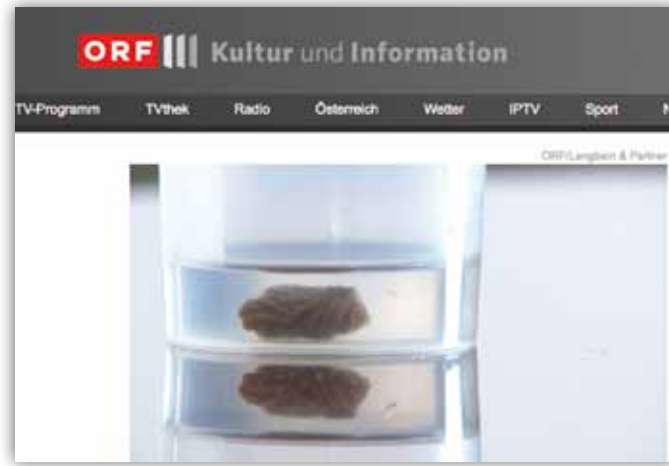 ORF III Kultur und Information
TV-Programm TVthek Radio Österreich Wetter IPTV Sport N
ORF/Langbein & Partner